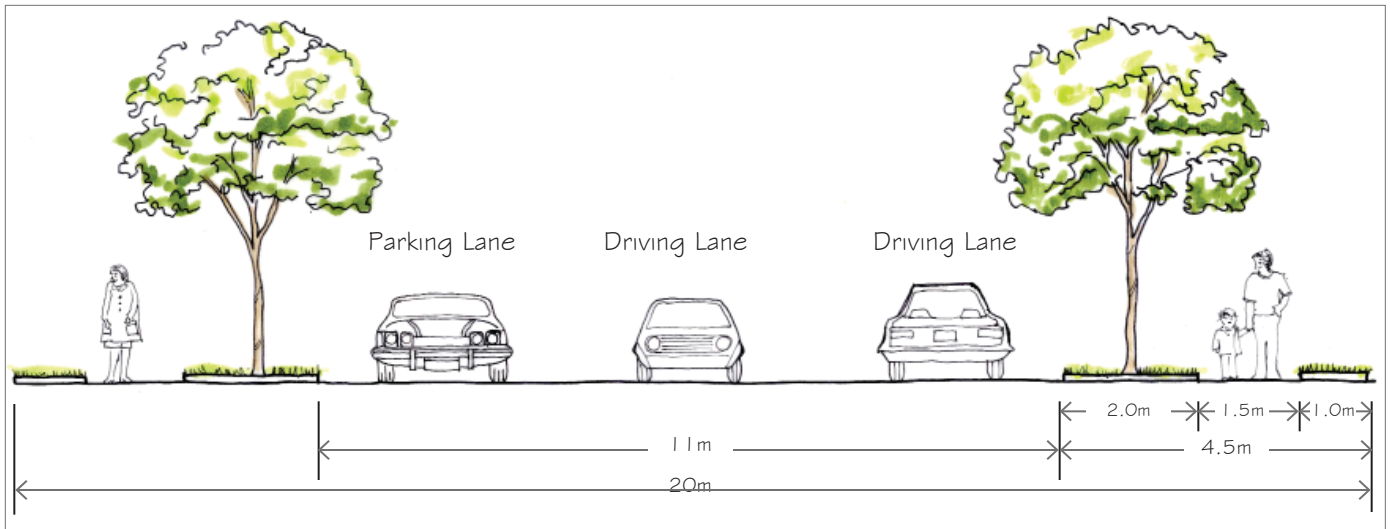 Parking Lane
Driving Lane
Driving Lane
2.0m
1.5m
1.0m
11m
4.5m
20m